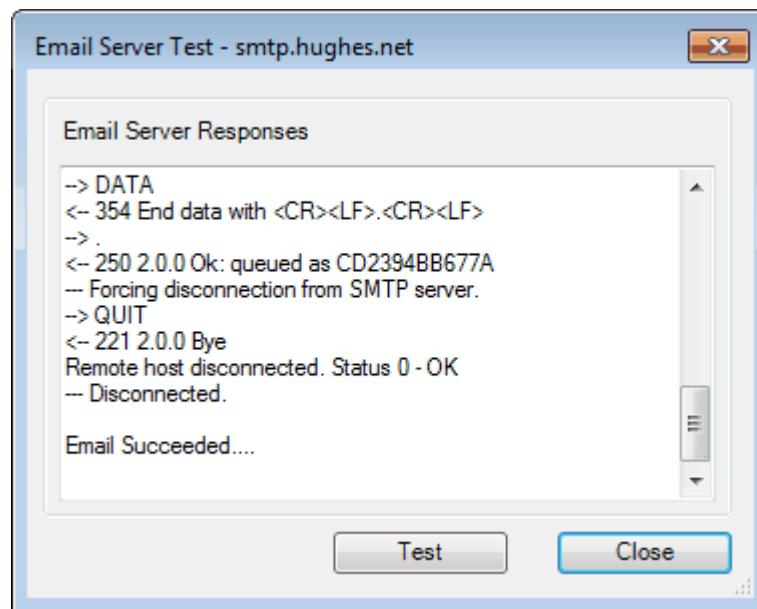 Email Server Test - smtp.hughes.net
Email Server Responses
--> DATA
<-- 354 End data with <CR><LF>.<CR><LF>
--> .
<-- 250 2.0.0 Ok: queued as CD2394BB677A
--- Forcing disconnection from SMTP server.
--> QUIT
<-- 221 2.0.0 Bye
Remote host disconnected. Status 0 - OK
--- Disconnected.
Email Succeeded....
Test
Close